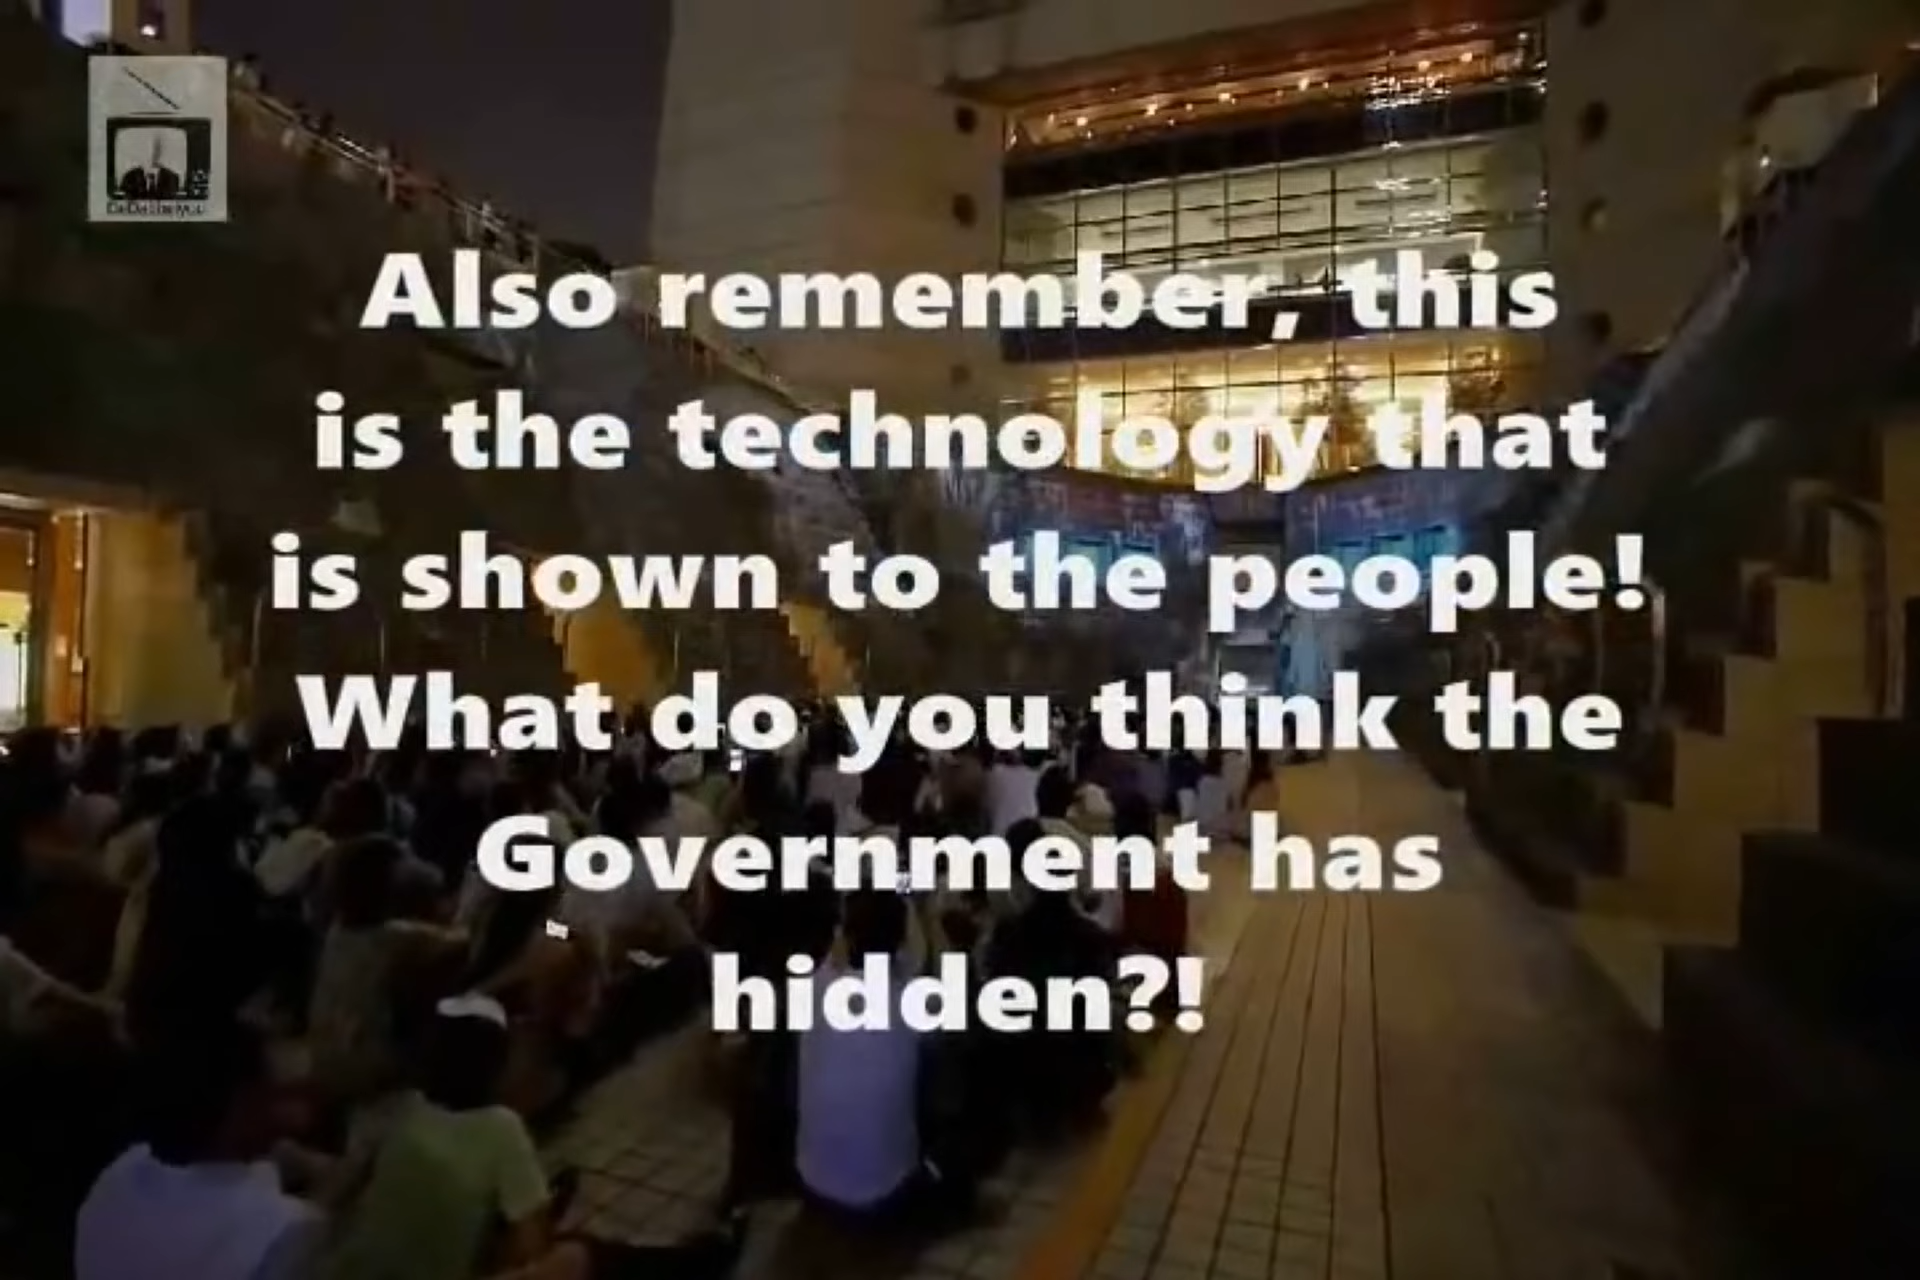 Also remember, this
is the technology that
is shown to the people!
What do you think the
Government has
hidden?!